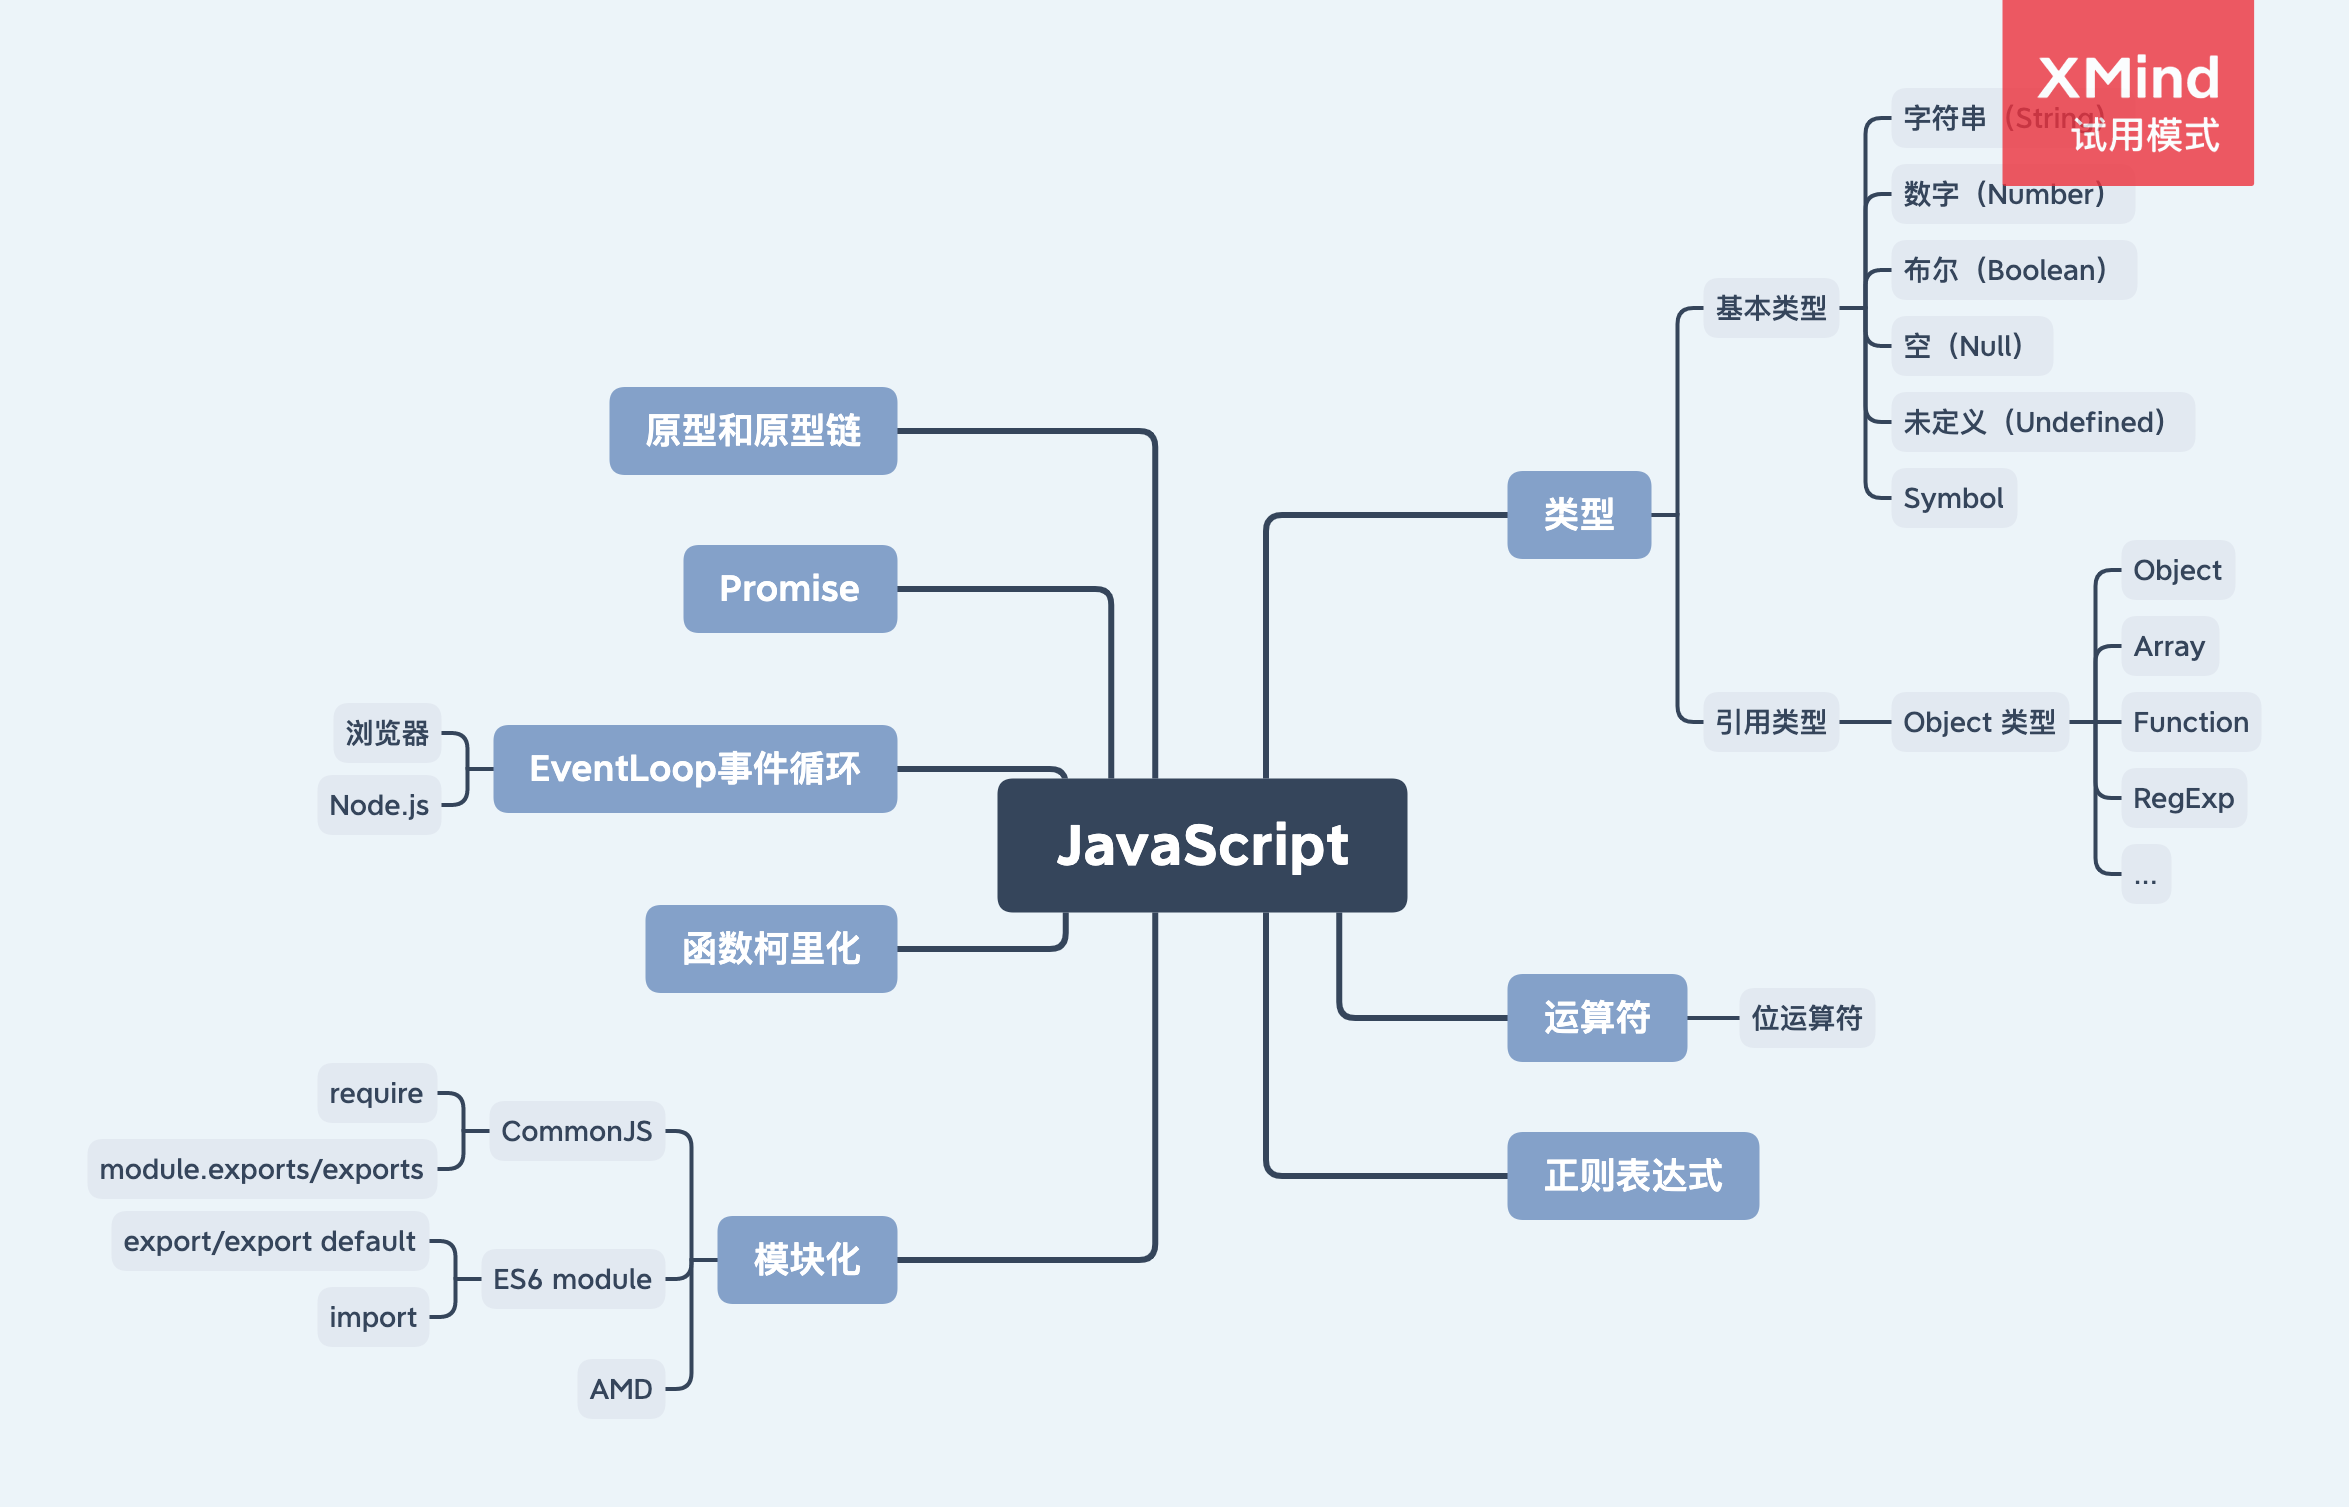 XMind
试用模式
字符串（String）
数字（Number）
布尔（Boolean）
基本类型
空（Null）
未定义（Undefined）
Symbol
类型
Object
Array
引用类型
Object 类型
Function
RegExp
...
原型和原型链
Promise
浏览器
EventLoop事件循环
Node.js
JavaScript
函数柯里化
运算符
位运算符
正则表达式
require
CommonJS
module.exports/exports
export/export default
模块化
ES6 module
import
AMD